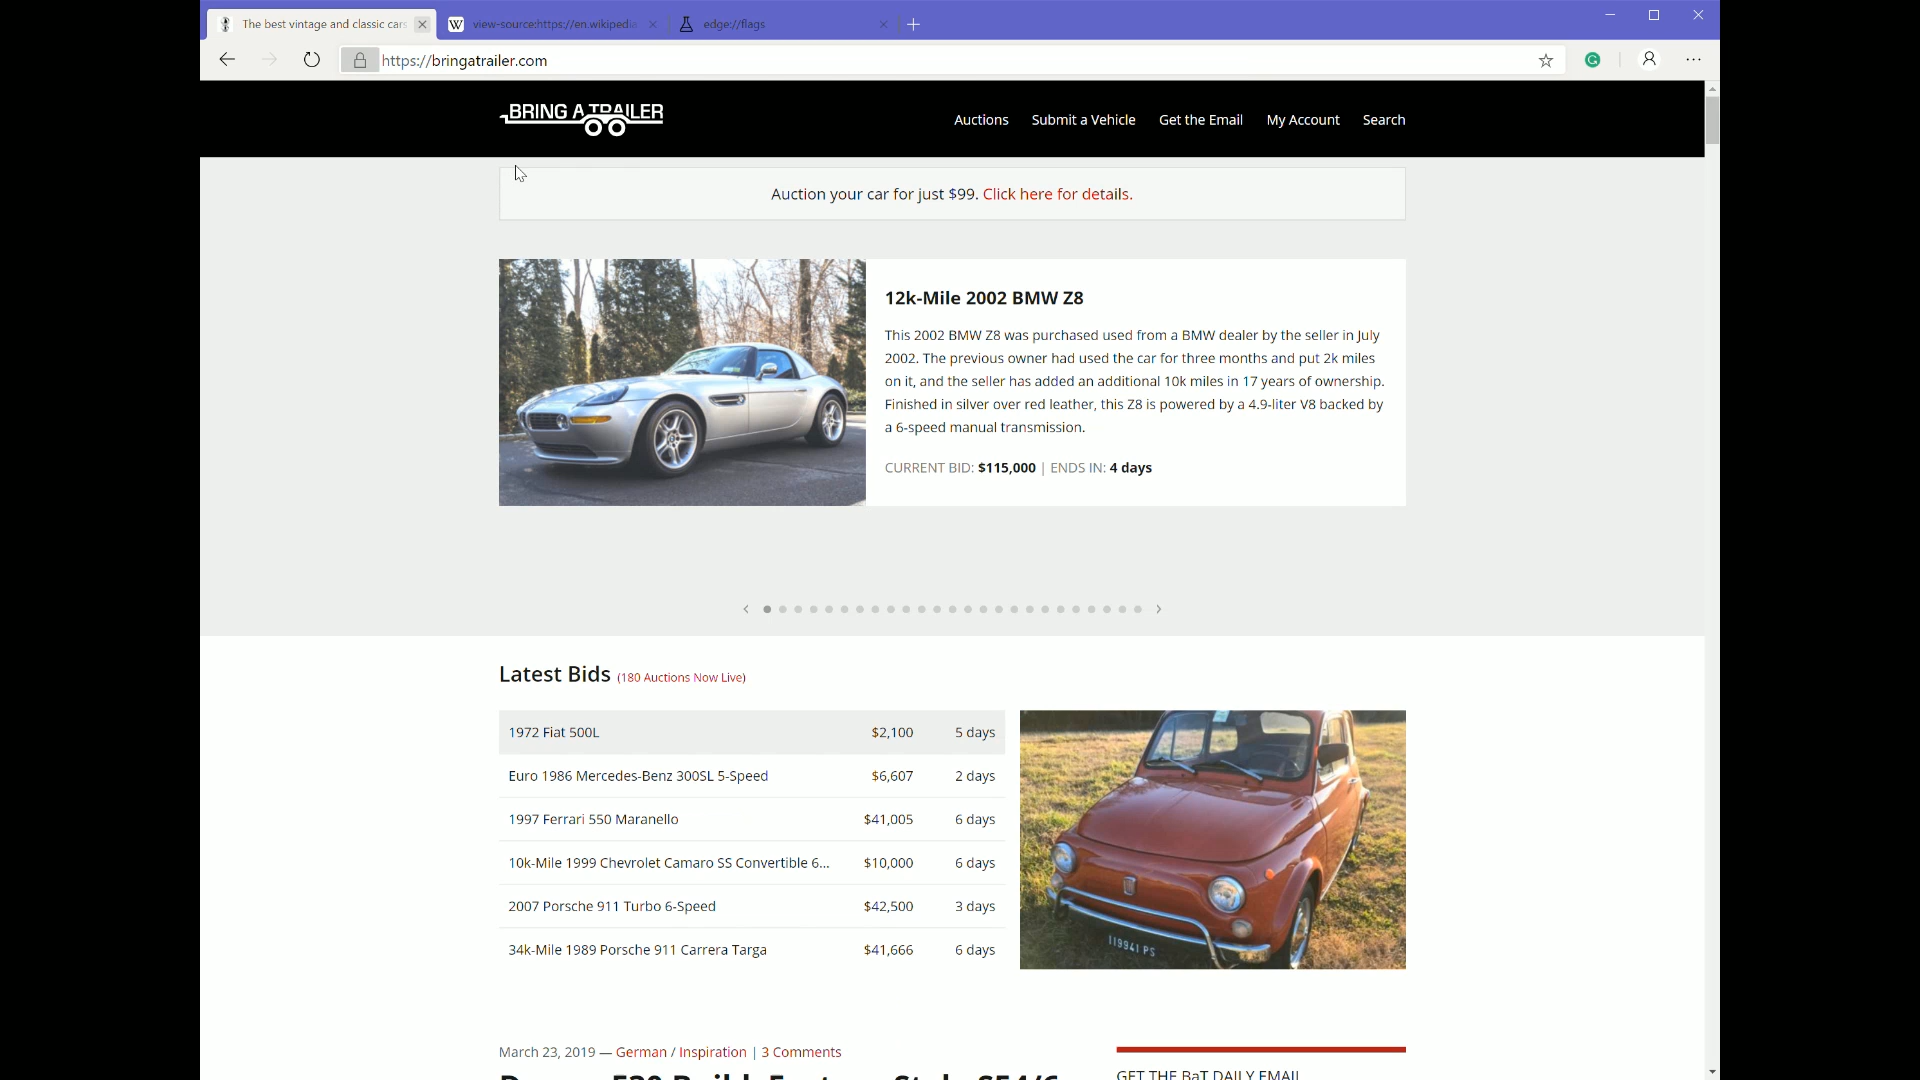 The best vintage and classic cars
view-source:https://en.wikipedia
edge://flags
https://bringatrailer.com
BRING A TRAILER
Auctions
Submit a Vehicle
Get the Email
My Account
Search
Auction your car for just $99. Click here for details.
12k-Mile 2002 BMW Z8
This 2002 BMW Z8 was purchased used from a BMW dealer by the seller in July
2002. The previous owner had used the car for three months and put 2k miles
on it, and the seller has added an additional 10k miles in 17 years of ownership.
Finished in silver over red leather, this Z8 is powered by a 4.9-liter V8 backed by
a 6-speed manual transmission.
CURRENT BID: $115,000 | ENDS IN: 4 days
Latest Bids (180 Auctions Now Live)
1972 Fiat 500L $2,100 5 days
Euro 1986 Mercedes-Benz 300SL 5-Speed $6,607 2 days
1997 Ferrari 550 Maranello $41,005 6 days
10k-Mile 1999 Chevrolet Camaro SS Convertible 6... $10,000 6 days
2007 Porsche 911 Turbo 6-Speed $42,500 3 days
34k-Mile 1989 Porsche 911 Carrera Targa $41,666 6 days
119941 PS
March 23, 2019 — German / Inspiration | 3 Comments
GET THE BaT DAILY EMAIL